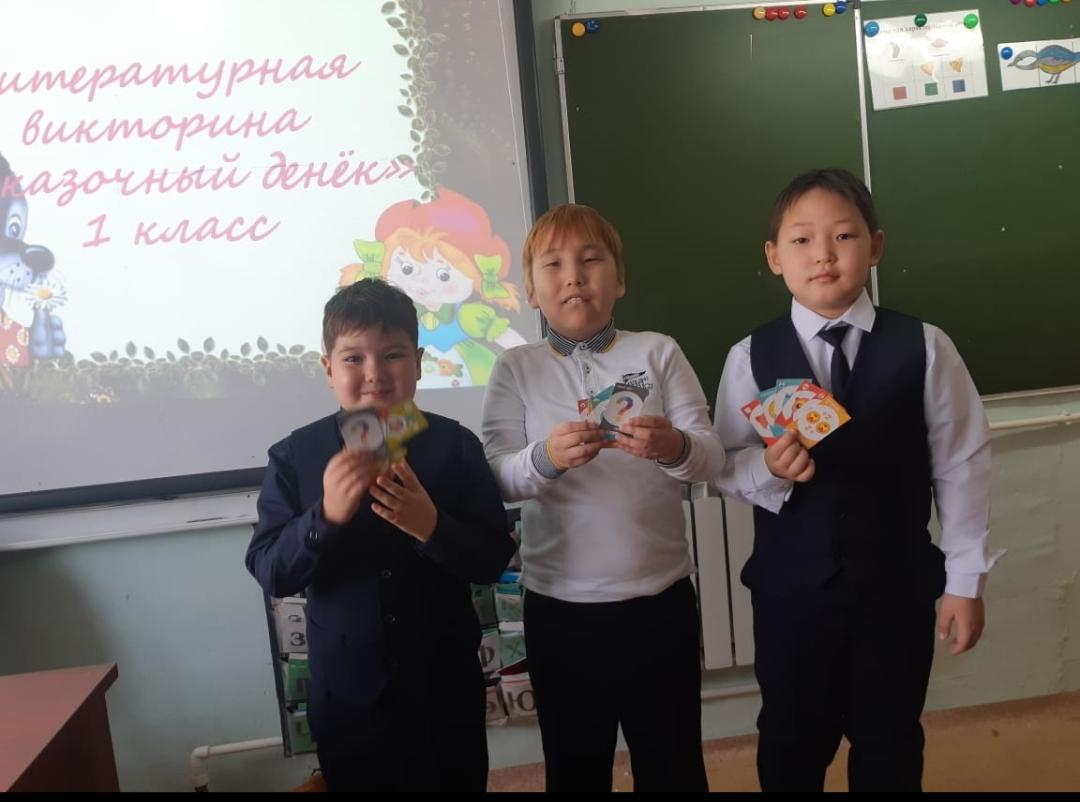 итературная
викторина
казочный денёк»
1 класс
?
?
З
Ф
Х
Ю